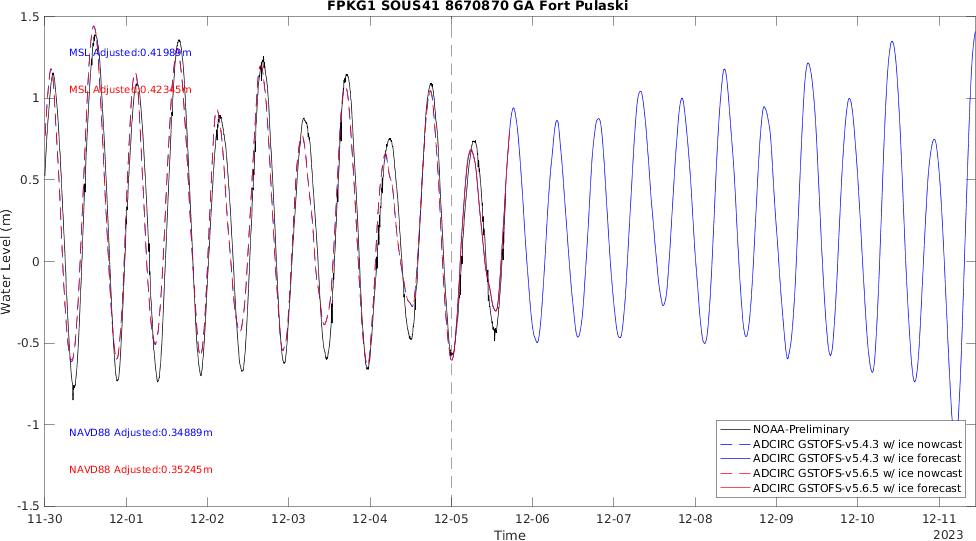 FPKG1 SOUS41 8670870 GA Fort Pulaski
1.5
1
0.5
0
-0.5
-1
-1.5
Water Level (m)
MSL Adjusted:0.41989m
MSL Adjusted:0.42345m
NAVD88 Adjusted:0.34889m
NAVD88 Adjusted:0.35245m
NOAA-Preliminary
ADCIRC GSTOFS-v5.4.3 w/ ice nowcast
ADCIRC GSTOFS-v5.4.3 w/ ice forecast
ADCIRC GSTOFS-v5.6.5 w/ ice nowcast
ADCIRC GSTOFS-v5.6.5 w/ ice forecast
11-30 12-01 12-02 12-03 12-04 12-05 12-06 12-07 12-08 12-09 12-10 12-11
Time
2023